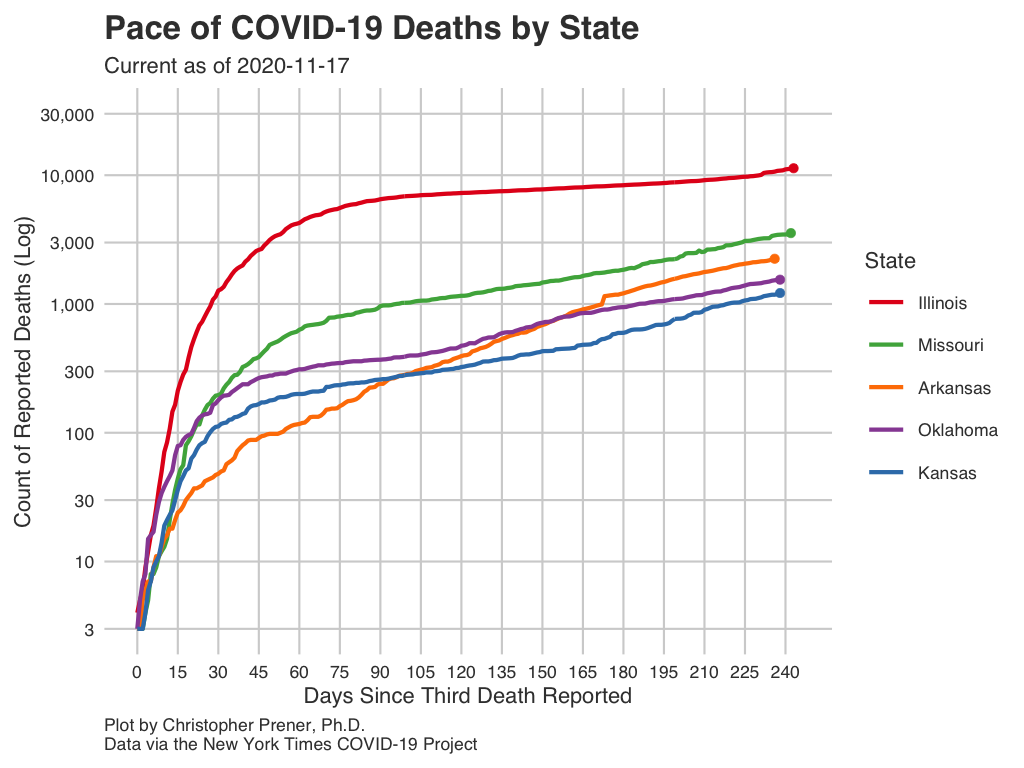 Pace of COVID-19 Deaths by State
Current as of 2020-11-17
Count of Reported Deaths (Log)
30,000
10,000
3,000
1,000
300
100
30
10
3
0 15 30 45 60 75 90 105 120 135 150 165 180 195 210 225 240
Days Since Third Death Reported
State
Illinois
Missouri
Arkansas
Oklahoma
Kansas
Plot by Christopher Prener, Ph.D.
Data via the New York Times COVID-19 Project